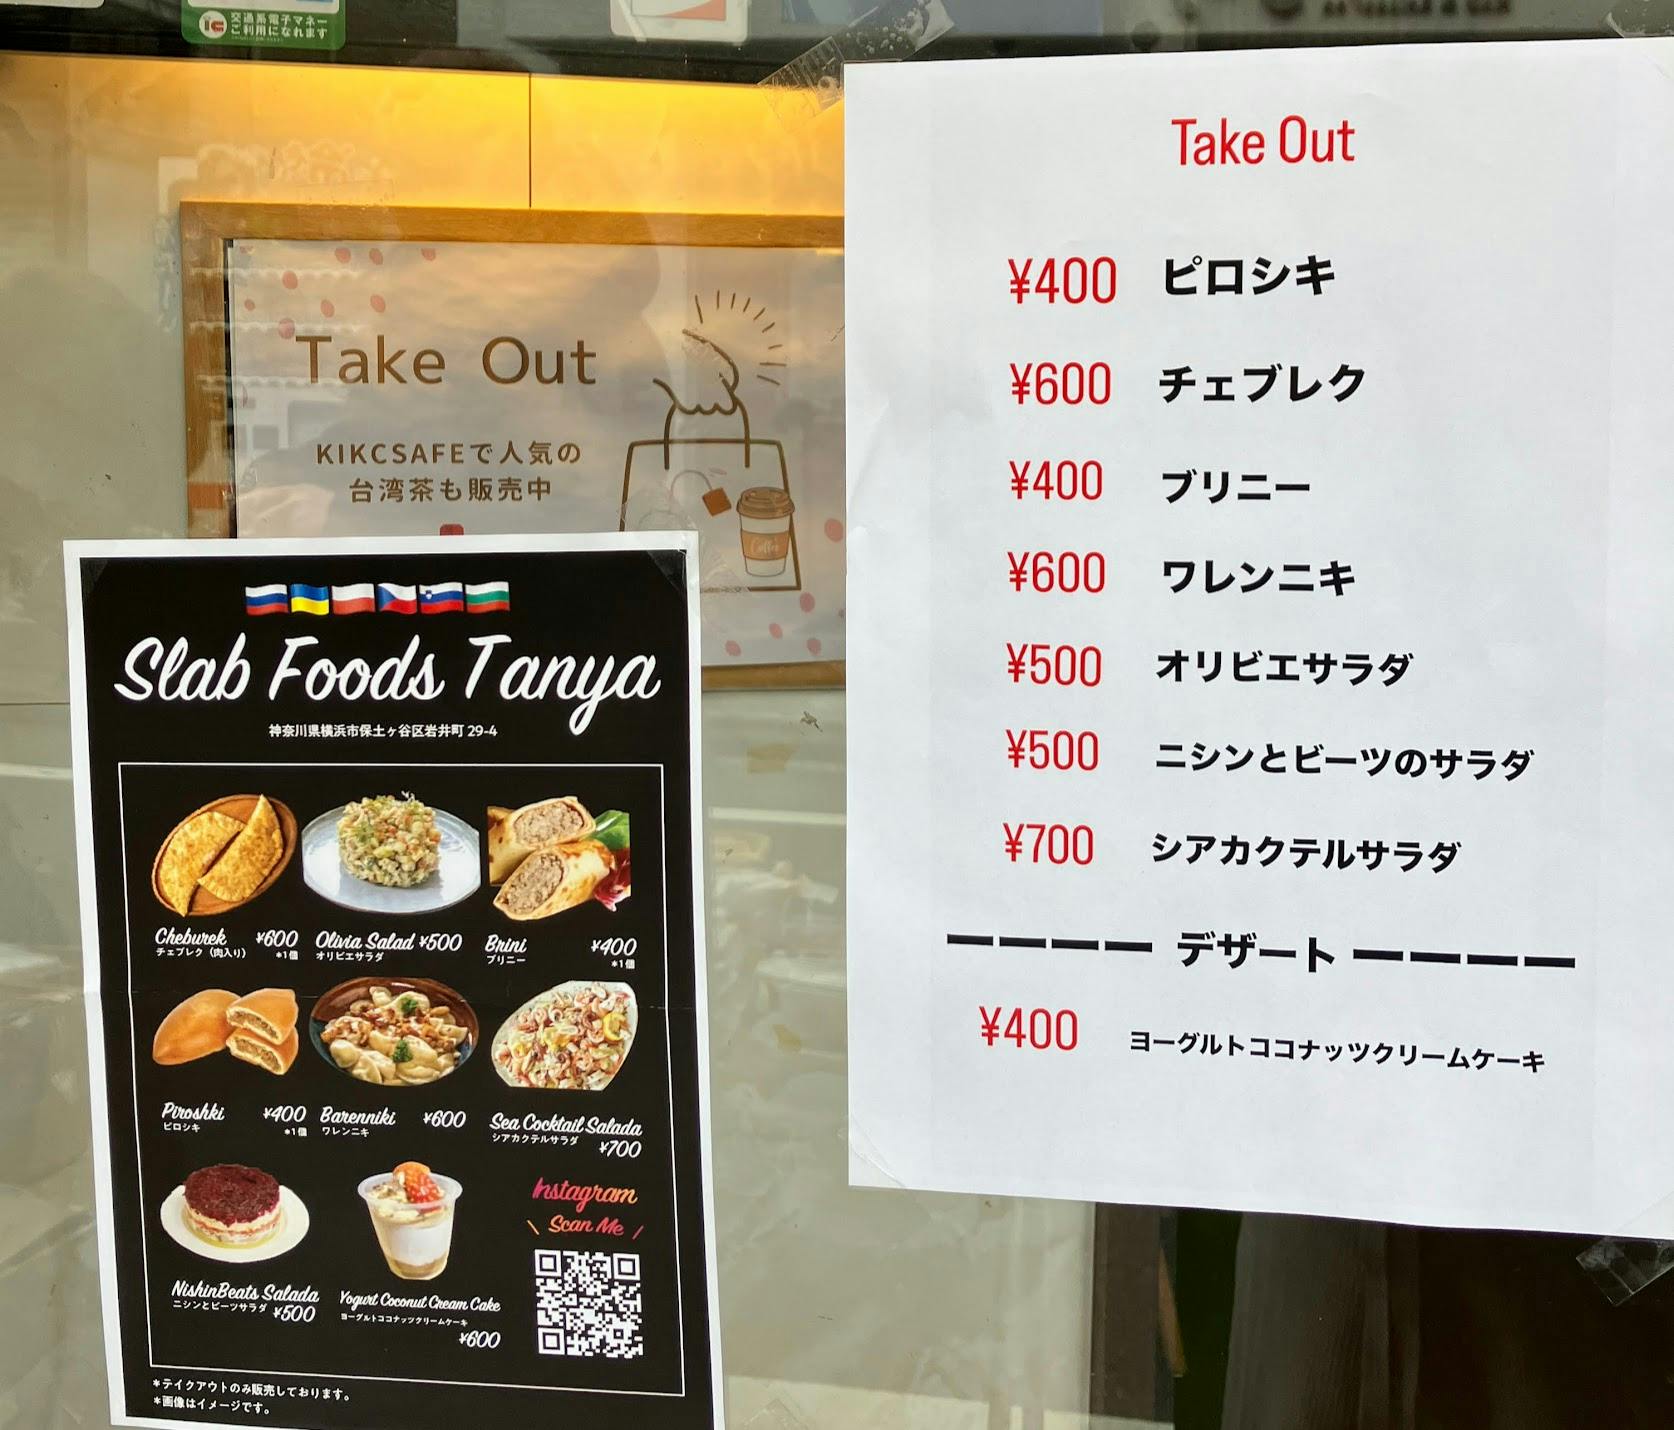 交通系電子マネー
ご利用になれます
Take Out
KIKCSAFEで人気の
台湾茶も販売中
Coffee
Slab Foods Tanya
神奈川県横浜市保土ヶ谷区岩井町 29-4
Cheburek ¥600
チェブレク（肉入り） *1個
Olivia Salad ¥500
オリビエサラダ
Brini ¥400
ブリニー *1個
Piroshki ¥400
ピロシキ *1個
Barenniki ¥600
ワレンニキ
Sea Cocktail Salada
シアカクテルサラダ ¥700
NishinBeats Salada
ニシンとビーツサラダ ¥500
Yogurt Coconut Cream Cake
ヨーグルトココナッツクリームケーキ
¥600
Instagram
\ Scan Me /
*テイクアウトのみ販売しております。
*画像はイメージです。
Take Out
¥400 ピロシキ
¥600 チェブレク
¥400 ブリニー
¥600 ワレンニキ
¥500 オリビエサラダ
¥500 ニシンとビーツのサラダ
¥700 シアカクテルサラダ
ーーーー デザート ーーーー
¥400 ヨーグルトココナッツクリームケーキ